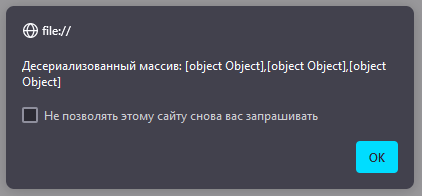 file://
Десериализованный массив: [object Object],[object Object],[object
Object]
Не позволять этому сайту снова вас запрашивать
OK